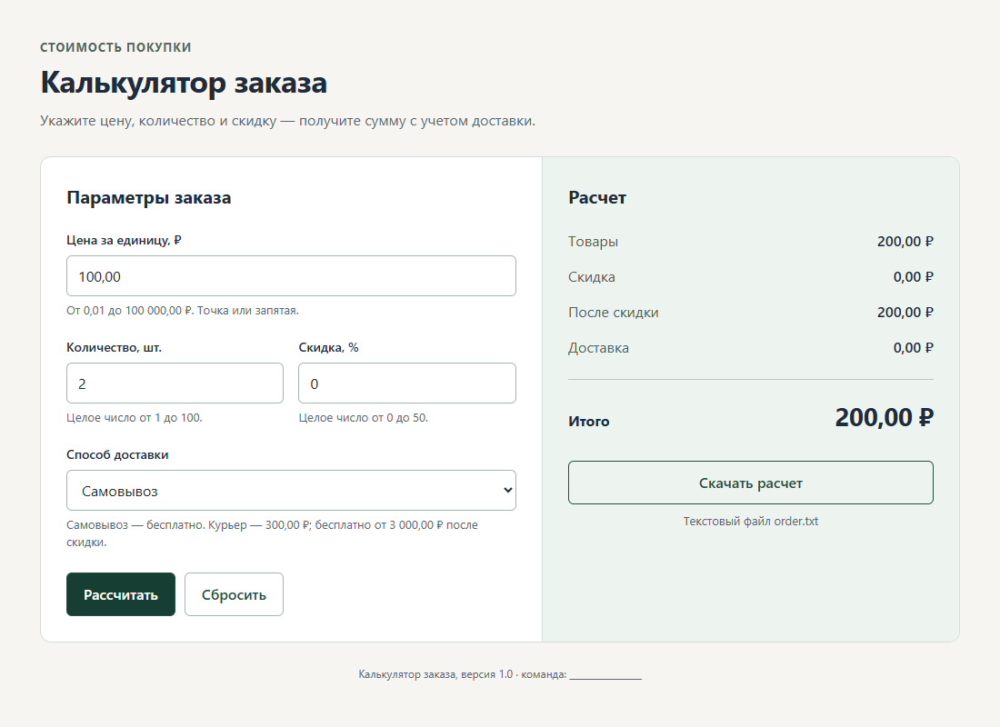 СТОИМОСТЬ ПОКУПКИ
Калькулятор заказа
Укажите цену, количество и скидку — получите сумму с учетом доставки.
Параметры заказа
Цена за единицу, ₽
100,00
От 0,01 до 100 000,00 ₽. Точка или запятая.
Количество, шт.
2
Целое число от 1 до 100.
Скидка, %
0
Целое число от 0 до 50.
Способ доставки
Самовывоз
Самовывоз — бесплатно. Курьер — 300,00 ₽; бесплатно от 3 000,00 ₽ после
скидки.
Рассчитать
Сбросить
Расчет
Товары 200,00 ₽
Скидка 0,00 ₽
После скидки 200,00 ₽
Доставка 0,00 ₽
Итого 200,00 ₽
Скачать расчет
Текстовый файл order.txt
Калькулятор заказа, версия 1.0 · команда: ______________